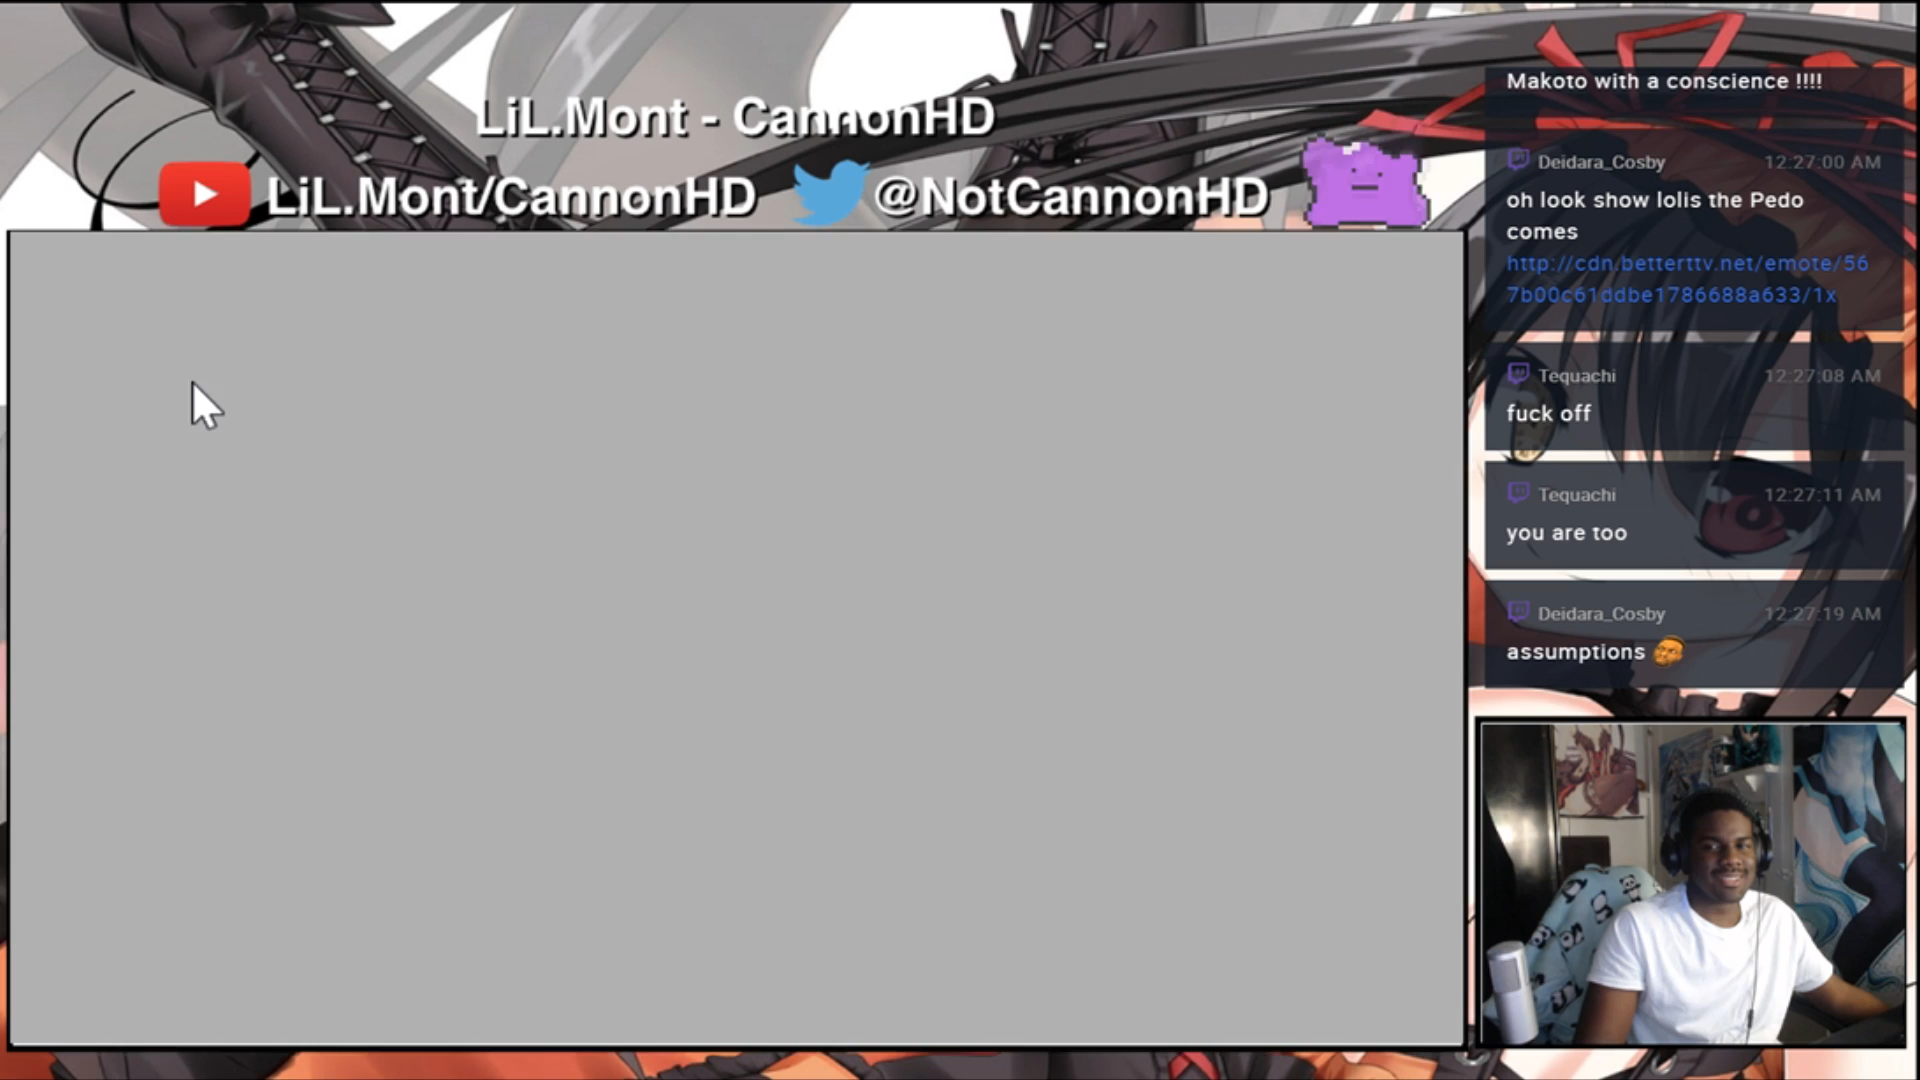 LiL.Mont - CannonHD
LiL.Mont/CannonHD @NotCannonHD
Makoto with a conscience !!!!
Deidara_Cosby 12:27:00 AM
oh look show lolis the Pedo
comes
http://cdn.betterttv.net/emote/56
7b00c61ddbe1786688a633/1x
Tequachi 12:27:08 AM
fuck off
Tequachi 12:27:11 AM
you are too
Deidara_Cosby 12:27:19 AM
assumptions